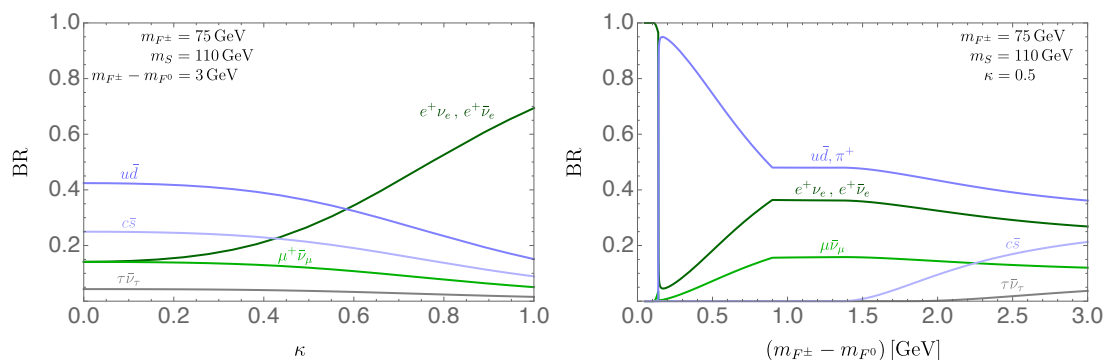 m_{F^±} = 75 GeV
m_S = 110 GeV
m_{F^±} − m_{F^0} = 3 GeV
e^+ν_e , e^+ν̄_e
ud̄
cs̄
μ^+ν̄_μ
τν̄_τ
BR
1.0
0.8
0.6
0.4
0.2
0.0
0.2
0.4
0.6
0.8
1.0
κ
m_{F^±} = 75 GeV
m_S = 110 GeV
κ = 0.5
ud̄, π^+
e^+ν_e , e^+ν̄_e
μν̄_μ
cs̄
τν̄_τ
BR
1.0
0.8
0.6
0.4
0.2
0.0
0.5
1.0
1.5
2.0
2.5
3.0
(m_{F^±} − m_{F^0}) [GeV]